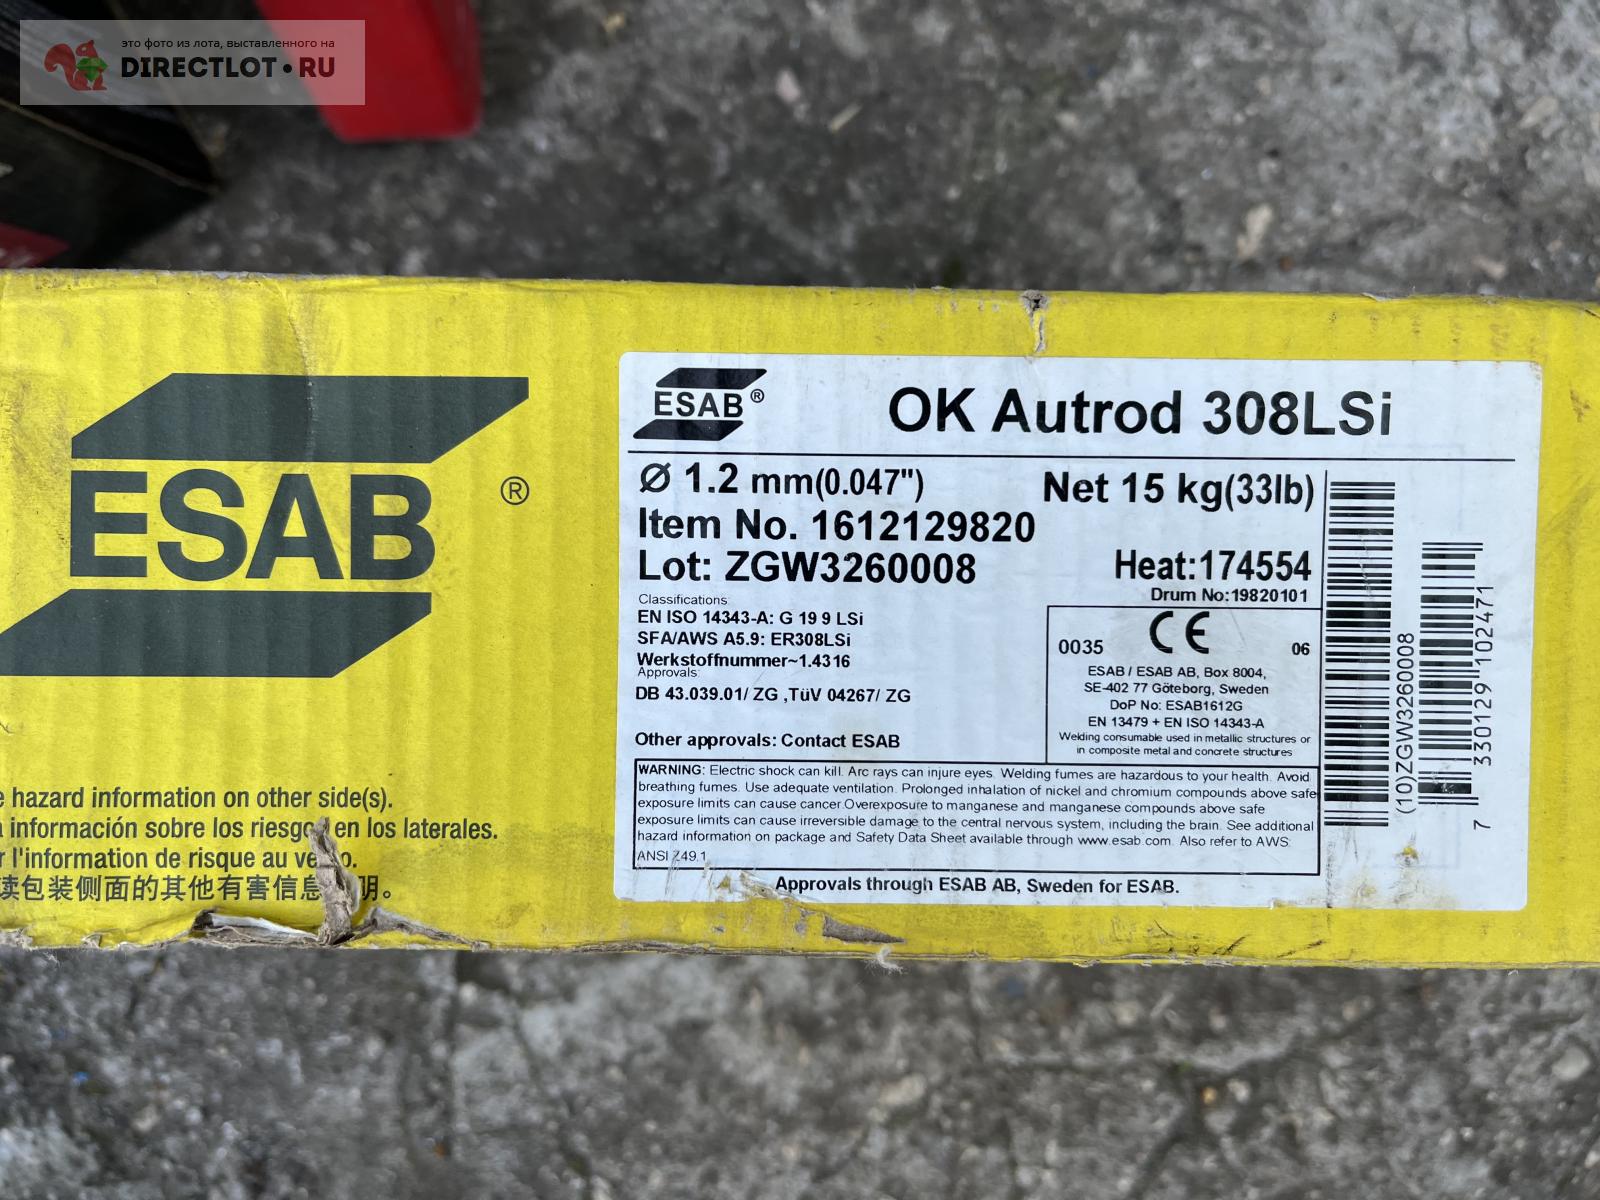 это фото из лота, выставленного на
DIRECTLOT.RU
ESAB®
hazard information on other side(s).
información sobre los riesgo en los laterales.
l'information de risque au
读包装侧面的其他有害信息 明。
ESAB®
OK Autrod 308LSi
Ø 1.2 mm(0.047") Net 15 kg(33lb)
Item No. 1612129820
Lot: ZGW3260008 Heat:174554
Drum No:19820101
Classifications:
EN ISO 14343-A: G 19 9 LSi
SFA/AWS A5.9: ER308LSi
Werkstoffnummer~1.4316
Approvals:
DB 43.039.01/ ZG ,TüV 04267/ ZG
Other approvals: Contact ESAB
0035 CE 06
ESAB / ESAB AB, Box 8004,
SE-402 77 Göteborg, Sweden
DoP No: ESAB1612G
EN 13479 + EN ISO 14343-A
Welding consumable used in metallic structures or
in composite metal and concrete structures
WARNING: Electric shock can kill. Arc rays can injure eyes. Welding fumes are hazardous to your health. Avoid
breathing fumes. Use adequate ventilation. Prolonged inhalation of nickel and chromium compounds above safe
exposure limits can cause cancer.Overexposure to manganese and manganese compounds above safe
exposure limits can cause irreversible damage to the central nervous system, including the brain. See additional
hazard information on package and Safety Data Sheet available through www.esab.com. Also refer to AWS:
ANSI Z49.1
Approvals through ESAB AB, Sweden for ESAB.
(10)ZGW3260008
7 330129 102471